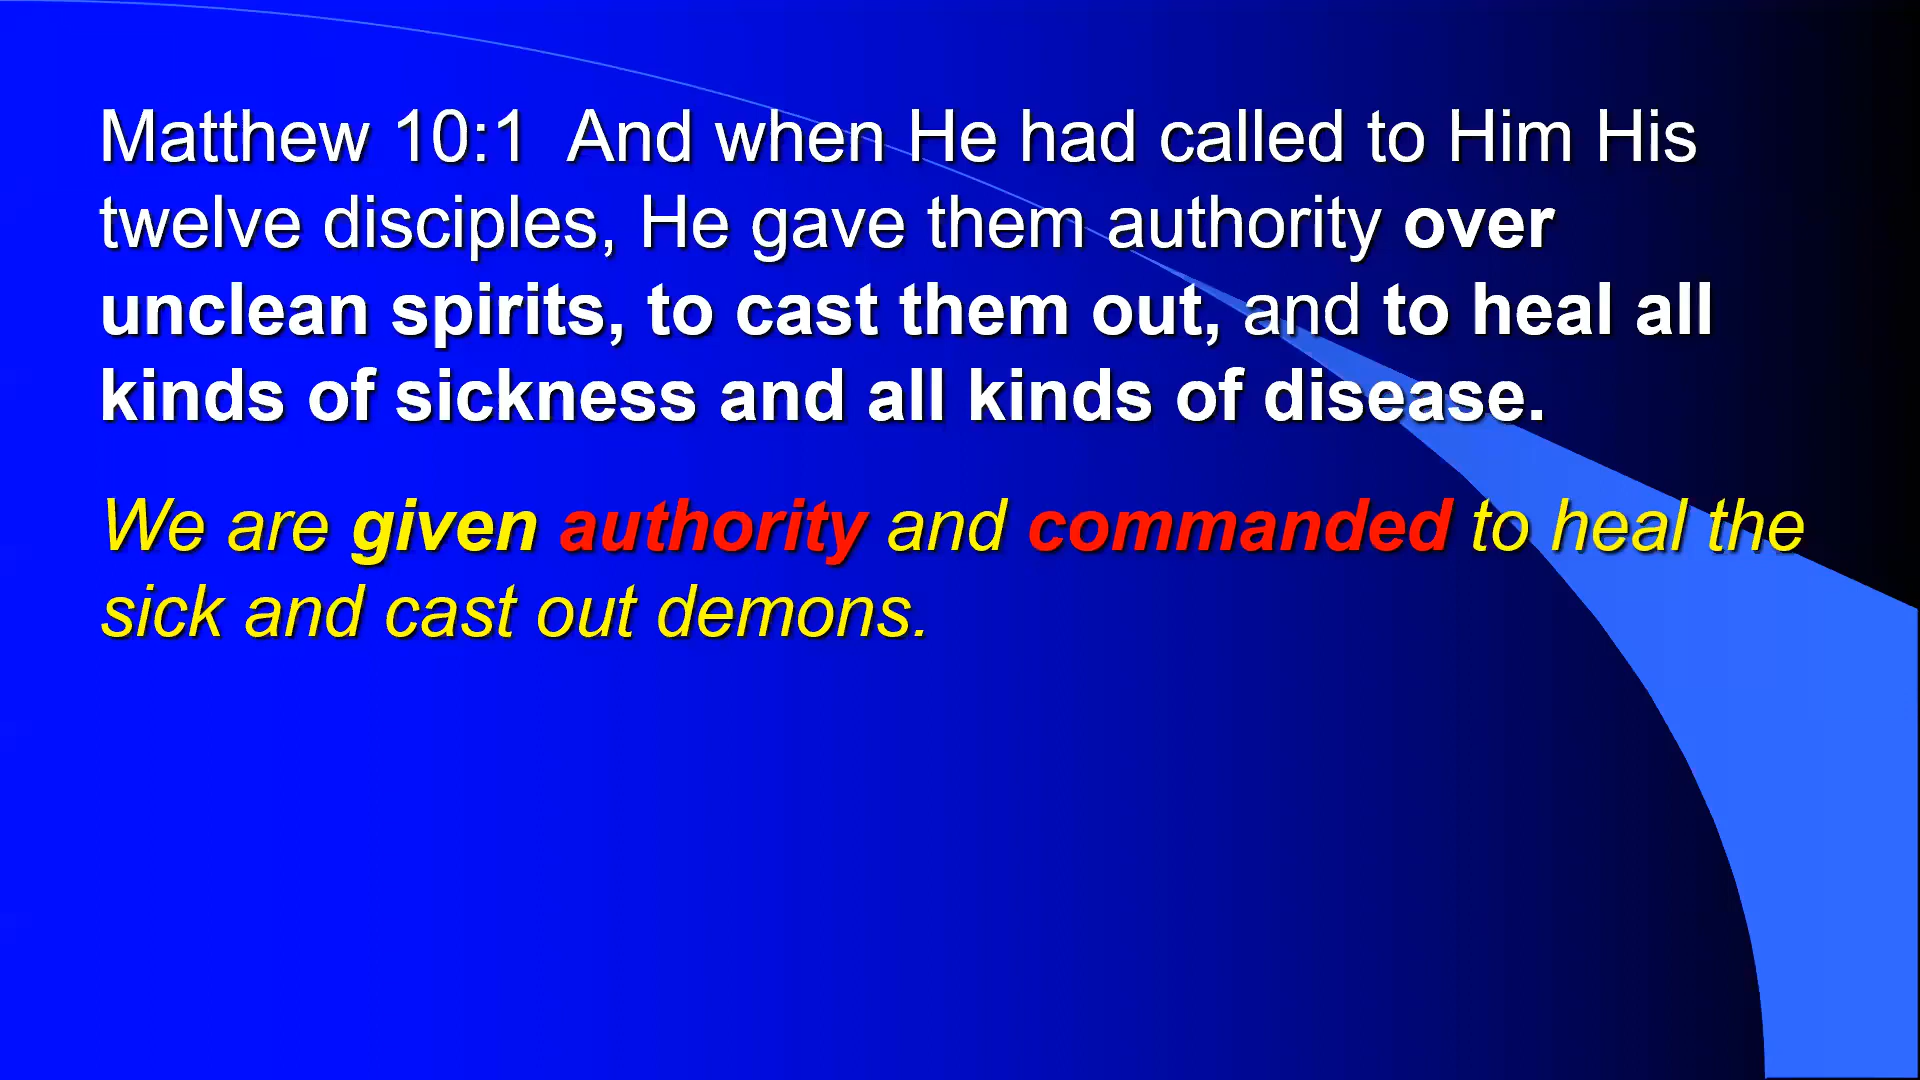 Matthew 10:1  And when He had called to Him His
twelve disciples, He gave them authority over
unclean spirits, to cast them out, and to heal all
kinds of sickness and all kinds of disease.
We are given authority and commanded to heal the
sick and cast out demons.